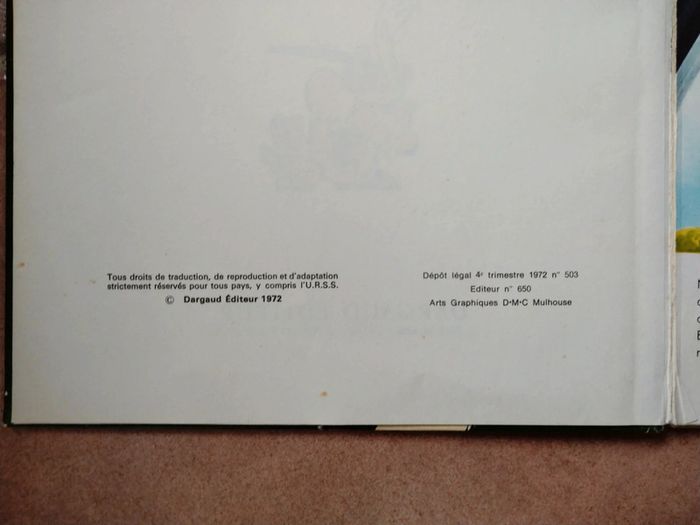 Tous droits de traduction, de reproduction et d'adaptation
strictement réservés pour tous pays, y compris l'U.R.S.S.
© Dargaud Éditeur 1972
Dépôt légal 4e trimestre 1972 n° 503
Editeur n° 650
Arts Graphiques D•M•C Mulhouse